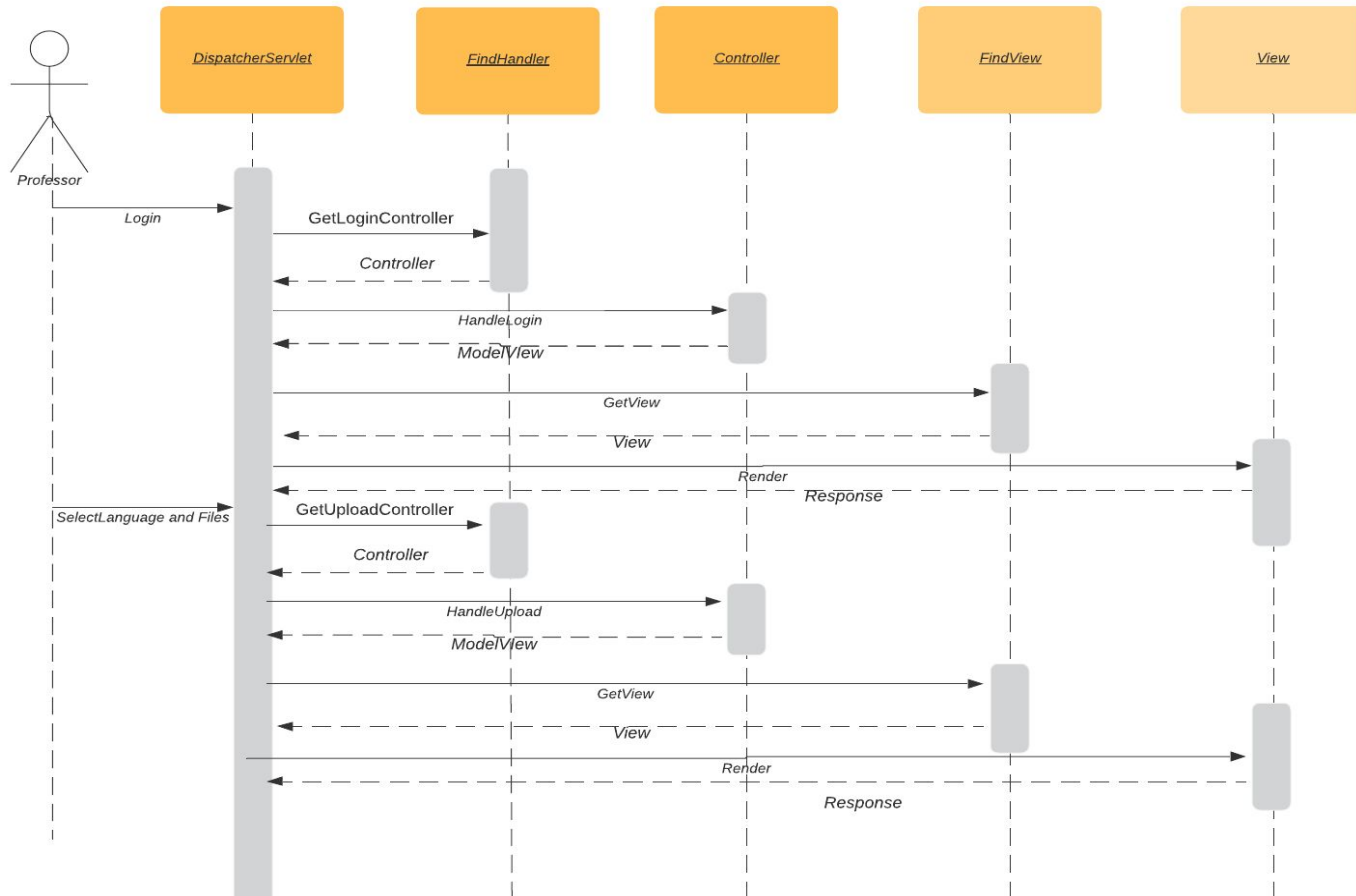 DispatcherServlet
FindHandler
Controller
FindView
View
Professor
Login
GetLoginController
Controller
HandleLogin
ModelVIew
GetView
View
Render
Response
SelectLanguage and Files
GetUploadController
Controller
HandleUpload
ModelVIew
GetView
View
Render
Response